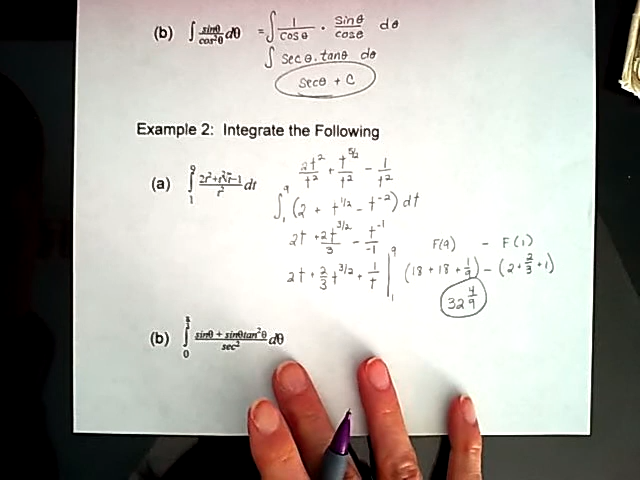 (b) ∫ sinθ/cos²θ dθ = ∫ 1/cosθ · sinθ/cosθ dθ
∫ secθ · tanθ dθ
secθ + C
Example 2: Integrate the Following
(a) ∫₁⁹ (2t²+t²√t−1)/t² dt
2t²/t² + t^(5/2)/t² − 1/t²
∫₁⁹ (2 + t^(1/2) − t^(−2)) dt
2t + 2t^(3/2)/3 − t^(−1)/−1
F(9) − F(1)
2t + 2/3 t^(3/2) + 1/t |₁⁹ (18 + 18 + 1/9) − (2 + 2/3 + 1)
32 4/9
(b) ∫₀ (sinθ + sinθtan²θ)/sec² dθ